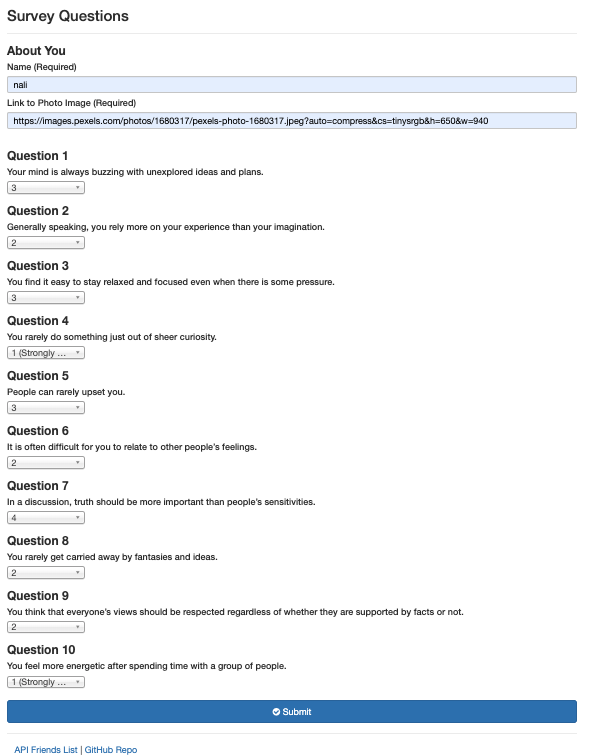 Survey Questions
About You
Name (Required)
nali
Link to Photo Image (Required)
https://images.pexels.com/photos/1680317/pexels-photo-1680317.jpeg?auto=compress&cs=tinysrgb&h=650&w=940
Question 1
Your mind is always buzzing with unexplored ideas and plans.
3
Question 2
Generally speaking, you rely more on your experience than your imagination.
2
Question 3
You find it easy to stay relaxed and focused even when there is some pressure.
3
Question 4
You rarely do something just out of sheer curiosity.
1 (Strongly ...
Question 5
People can rarely upset you.
3
Question 6
It is often difficult for you to relate to other people's feelings.
2
Question 7
In a discussion, truth should be more important than people's sensitivities.
4
Question 8
You rarely get carried away by fantasies and ideas.
2
Question 9
You think that everyone's views should be respected regardless of whether they are supported by facts or not.
2
Question 10
You feel more energetic after spending time with a group of people.
1 (Strongly ...
Submit
API Friends List | GitHub Repo